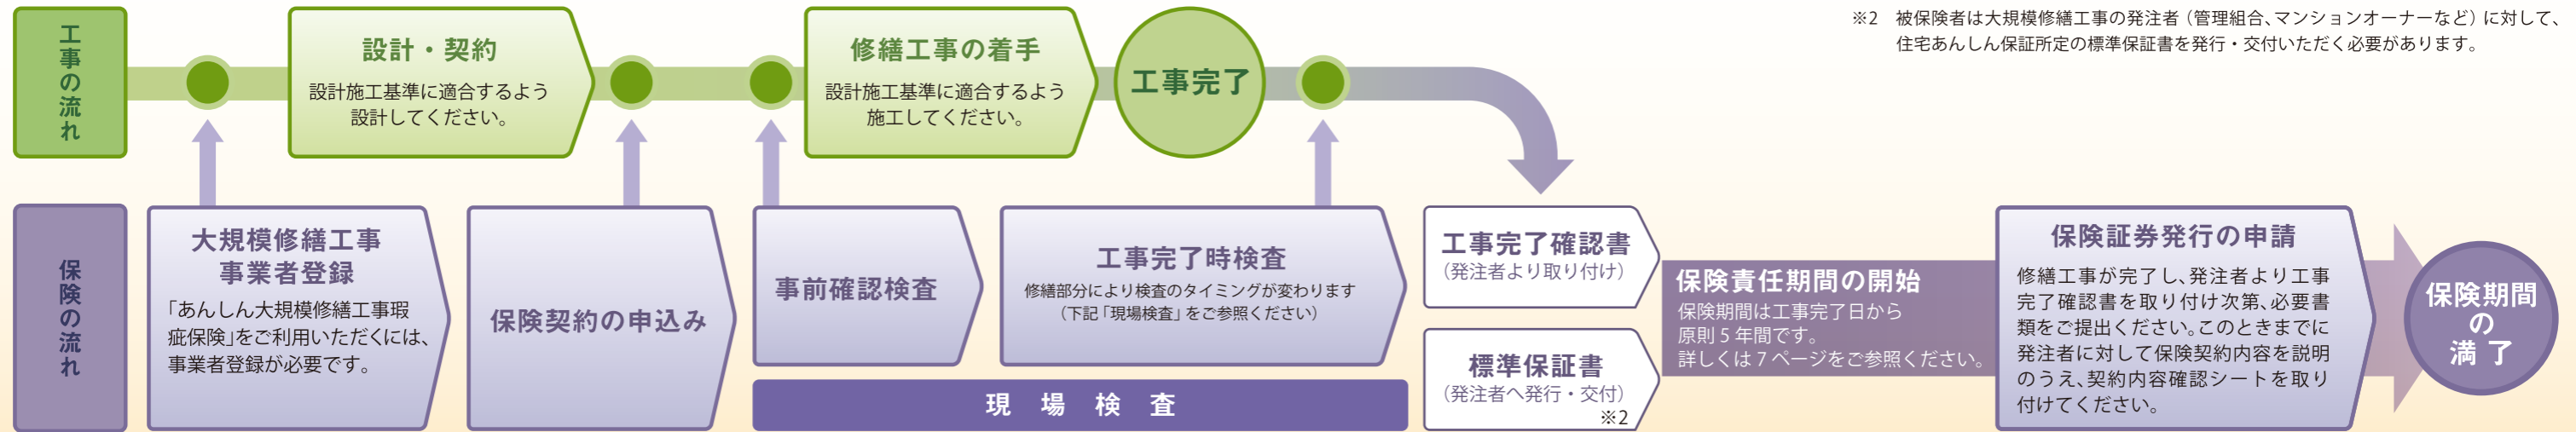 工事の流れ
設計・契約
設計施工基準に適合するよう
設計してください。
修繕工事の着手
設計施工基準に適合するよう
施工してください。
工事完了
※2 被保険者は大規模修繕工事の発注者（管理組合、マンションオーナーなど）に対して、
住宅あんしん保証所定の標準保証書を発行・交付いただく必要があります。
保険の流れ
大規模修繕工事
事業者登録
「あんしん大規模修繕工事瑕
疵保険」をご利用いただくには、
事業者登録が必要です。
保険契約の申込み
事前確認検査
工事完了時検査
修繕部分により検査のタイミングが変わります
（下記「現場検査」をご参照ください）
現場検査
工事完了確認書
（発注者より取り付け）
標準保証書
（発注者へ発行・交付）
※2
保険責任期間の開始
保険期間は工事完了日から
原則 5 年間です。
詳しくは 7 ページをご参照ください。
保険証券発行の申請
修繕工事が完了し、発注者より工事
完了確認書を取り付け次第、必要書
類をご提出ください。このときまでに
発注者に対して保険契約内容を説明
のうえ、契約内容確認シートを取り
付けてください。
保険期間
の
満了